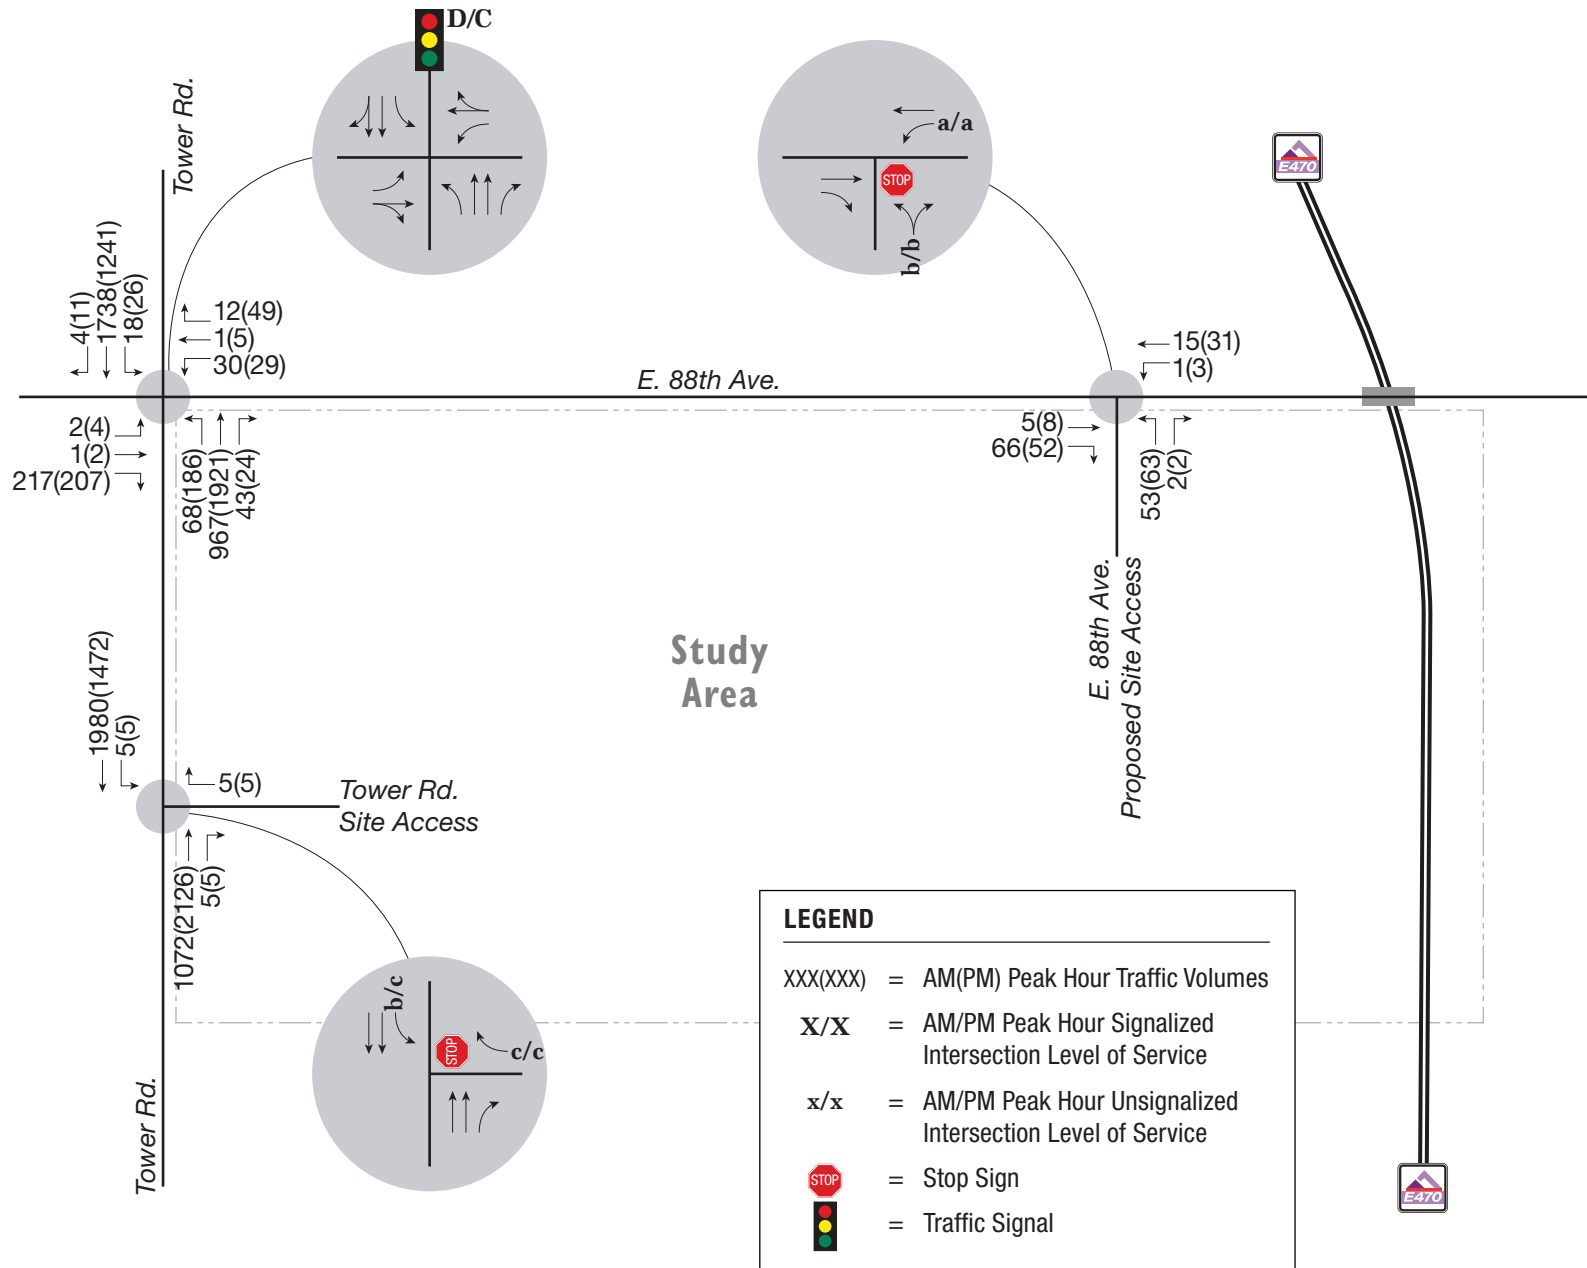 D/C
Tower Rd.
a/a
STOP
b/b
E470
4(11)
1738(1241)
18(26)
12(49)
1(5)
30(29)
E. 88th Ave.
15(31)
1(3)
2(4)
1(2)
217(207)
68(186)
967(1921)
43(24)
5(8)
66(52)
53(63)
2(2)
E. 88th Ave.
Proposed Site Access
Study
Area
1980(1472)
5(5)
5(5)
Tower Rd.
Site Access
1072(2126)
5(5)
b/c
STOP
c/c
Tower Rd.
LEGEND
XXX(XXX) = AM(PM) Peak Hour Traffic Volumes
X/X = AM/PM Peak Hour Signalized
Intersection Level of Service
x/x = AM/PM Peak Hour Unsignalized
Intersection Level of Service
STOP = Stop Sign
= Traffic Signal
E470